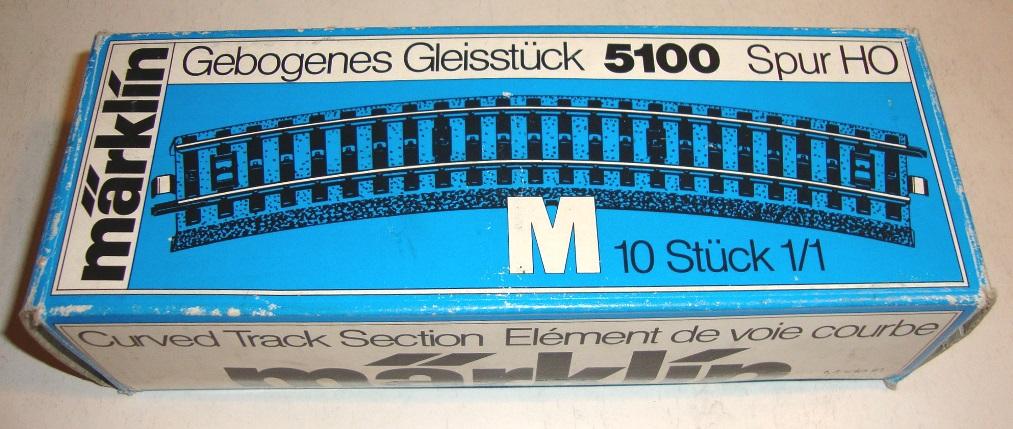 märklin
Gebogenes Gleisstück 5100 Spur HO
M 10 Stück 1/1
Curved Track Section Elément de voie courbe
märklin